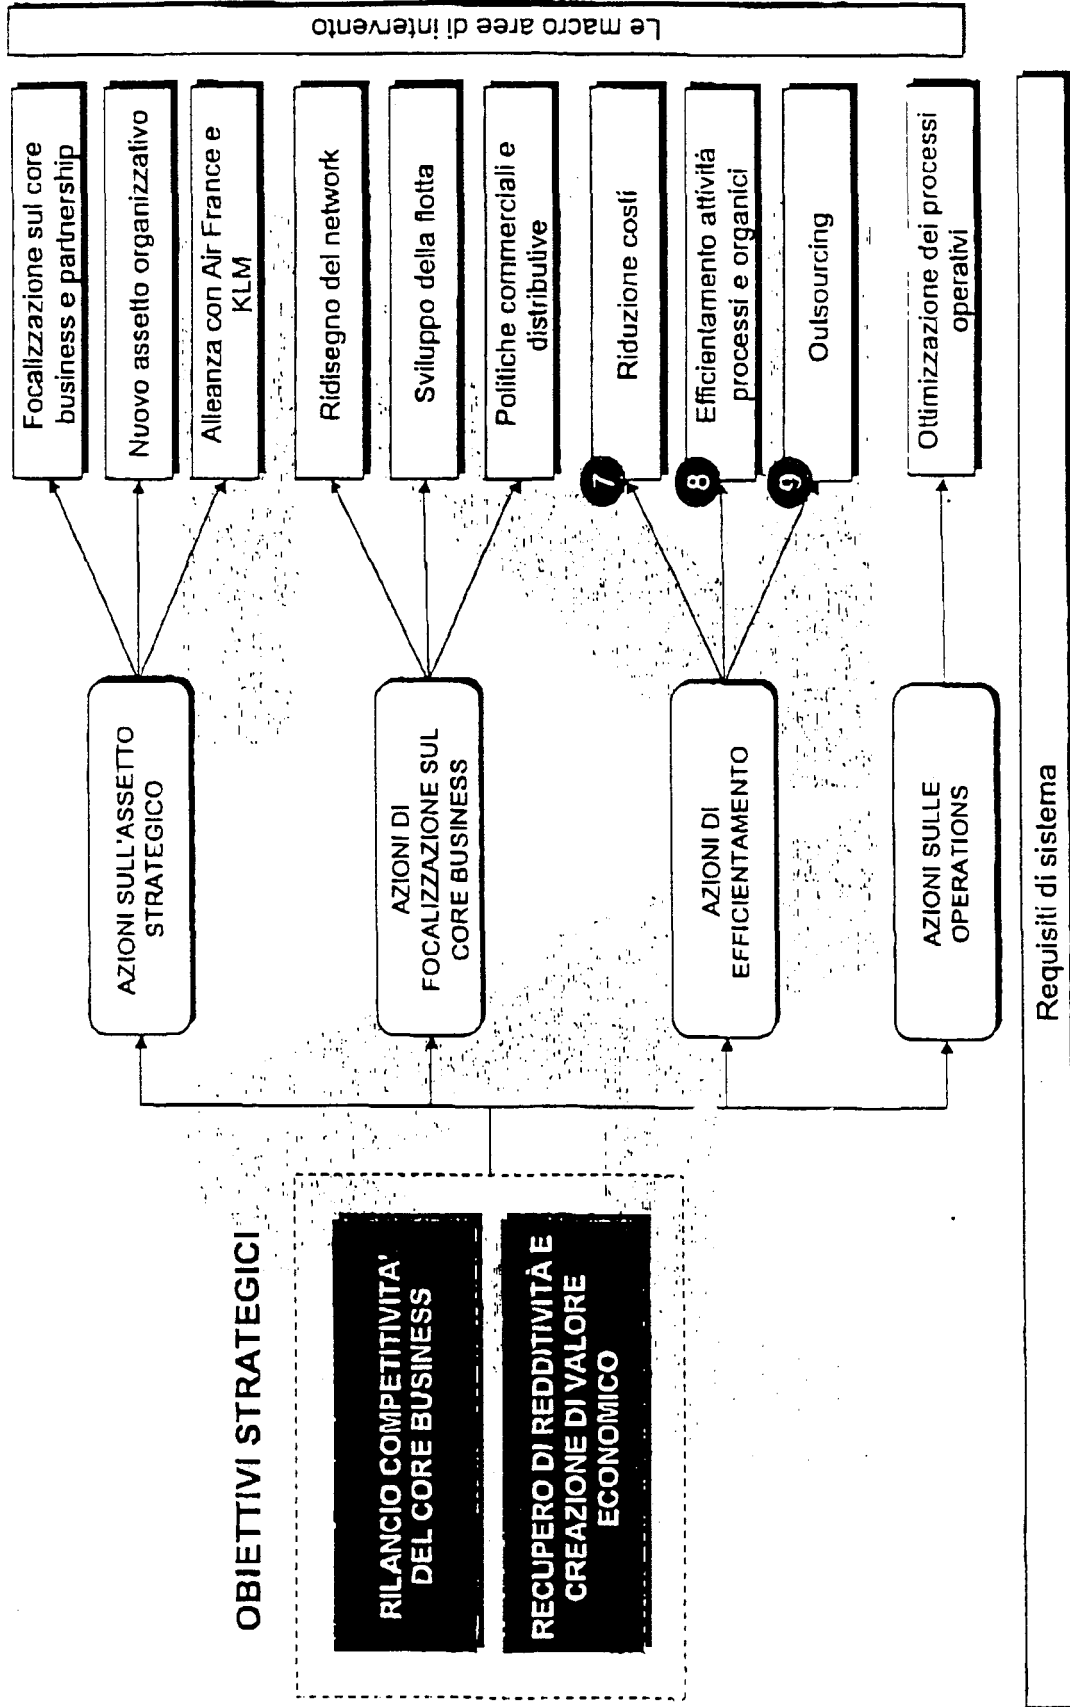 OBIETTIVI STRATEGICI
RILANCIO COMPETITIVITA'
DEL CORE BUSINESS
RECUPERO DI REDDITIVITÀ E
CREAZIONE DI VALORE
ECONOMICO
AZIONI SULL'ASSETTO
STRATEGICO
AZIONI DI
FOCALIZZAZIONE SUL
CORE BUSINESS
AZIONI DI
EFFICIENTAMENTO
AZIONI SULLE
OPERATIONS
Focalizzazione sul core
business e partnership
Nuovo assetto organizzativo
Alleanza con Air France e
KLM
Ridisegno del network
Sviluppo della flotta
Politiche commerciali e
distributive
7
Riduzione costi
8
Efficientamento attività
processi e organici
9
Outsourcing
Ottimizzazione dei processi
operativi
Le macro aree di intervento
Requisiti di sistema